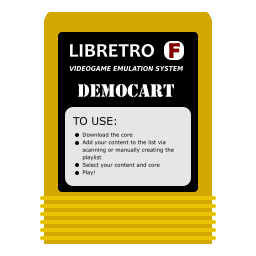 LIBRETRO F
VIDEOGAME EMULATION SYSTEM
DEMOCART
TO USE:
● Download the core
● Add your content to the list via
scanning or manually creating the
playlist
● Select your content and core
● Play!